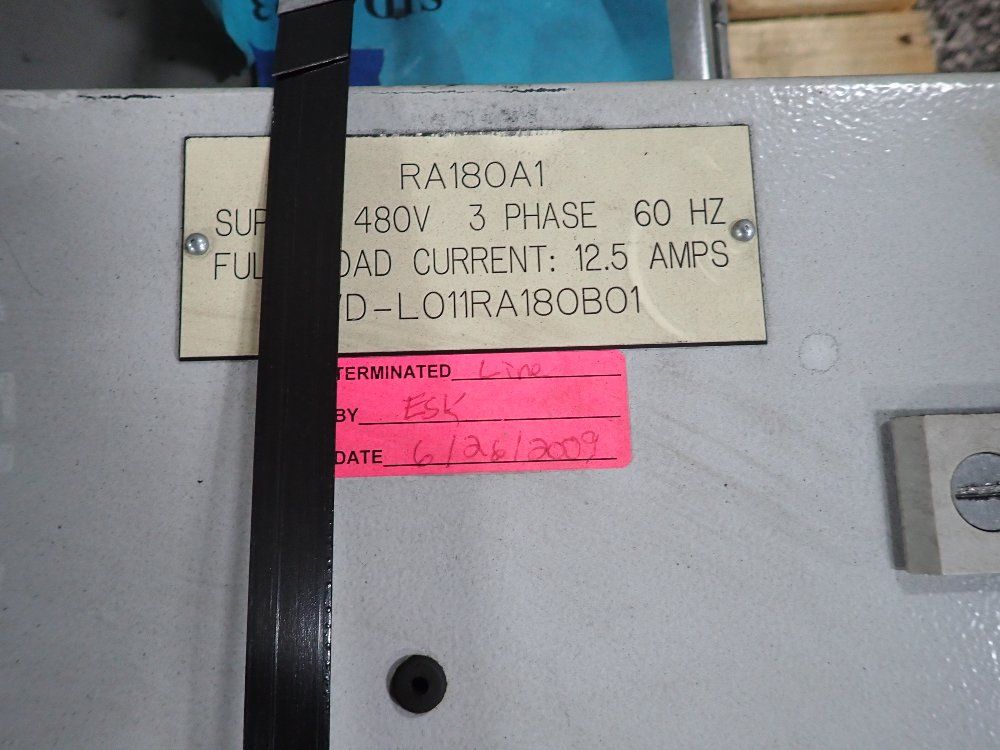 RA180A1
SUP 480V 3 PHASE 60 HZ
FUL OAD CURRENT: 12.5 AMPS
D-L011RA180B01
TERMINATED Line
BY ESK
DATE 6/26/2009